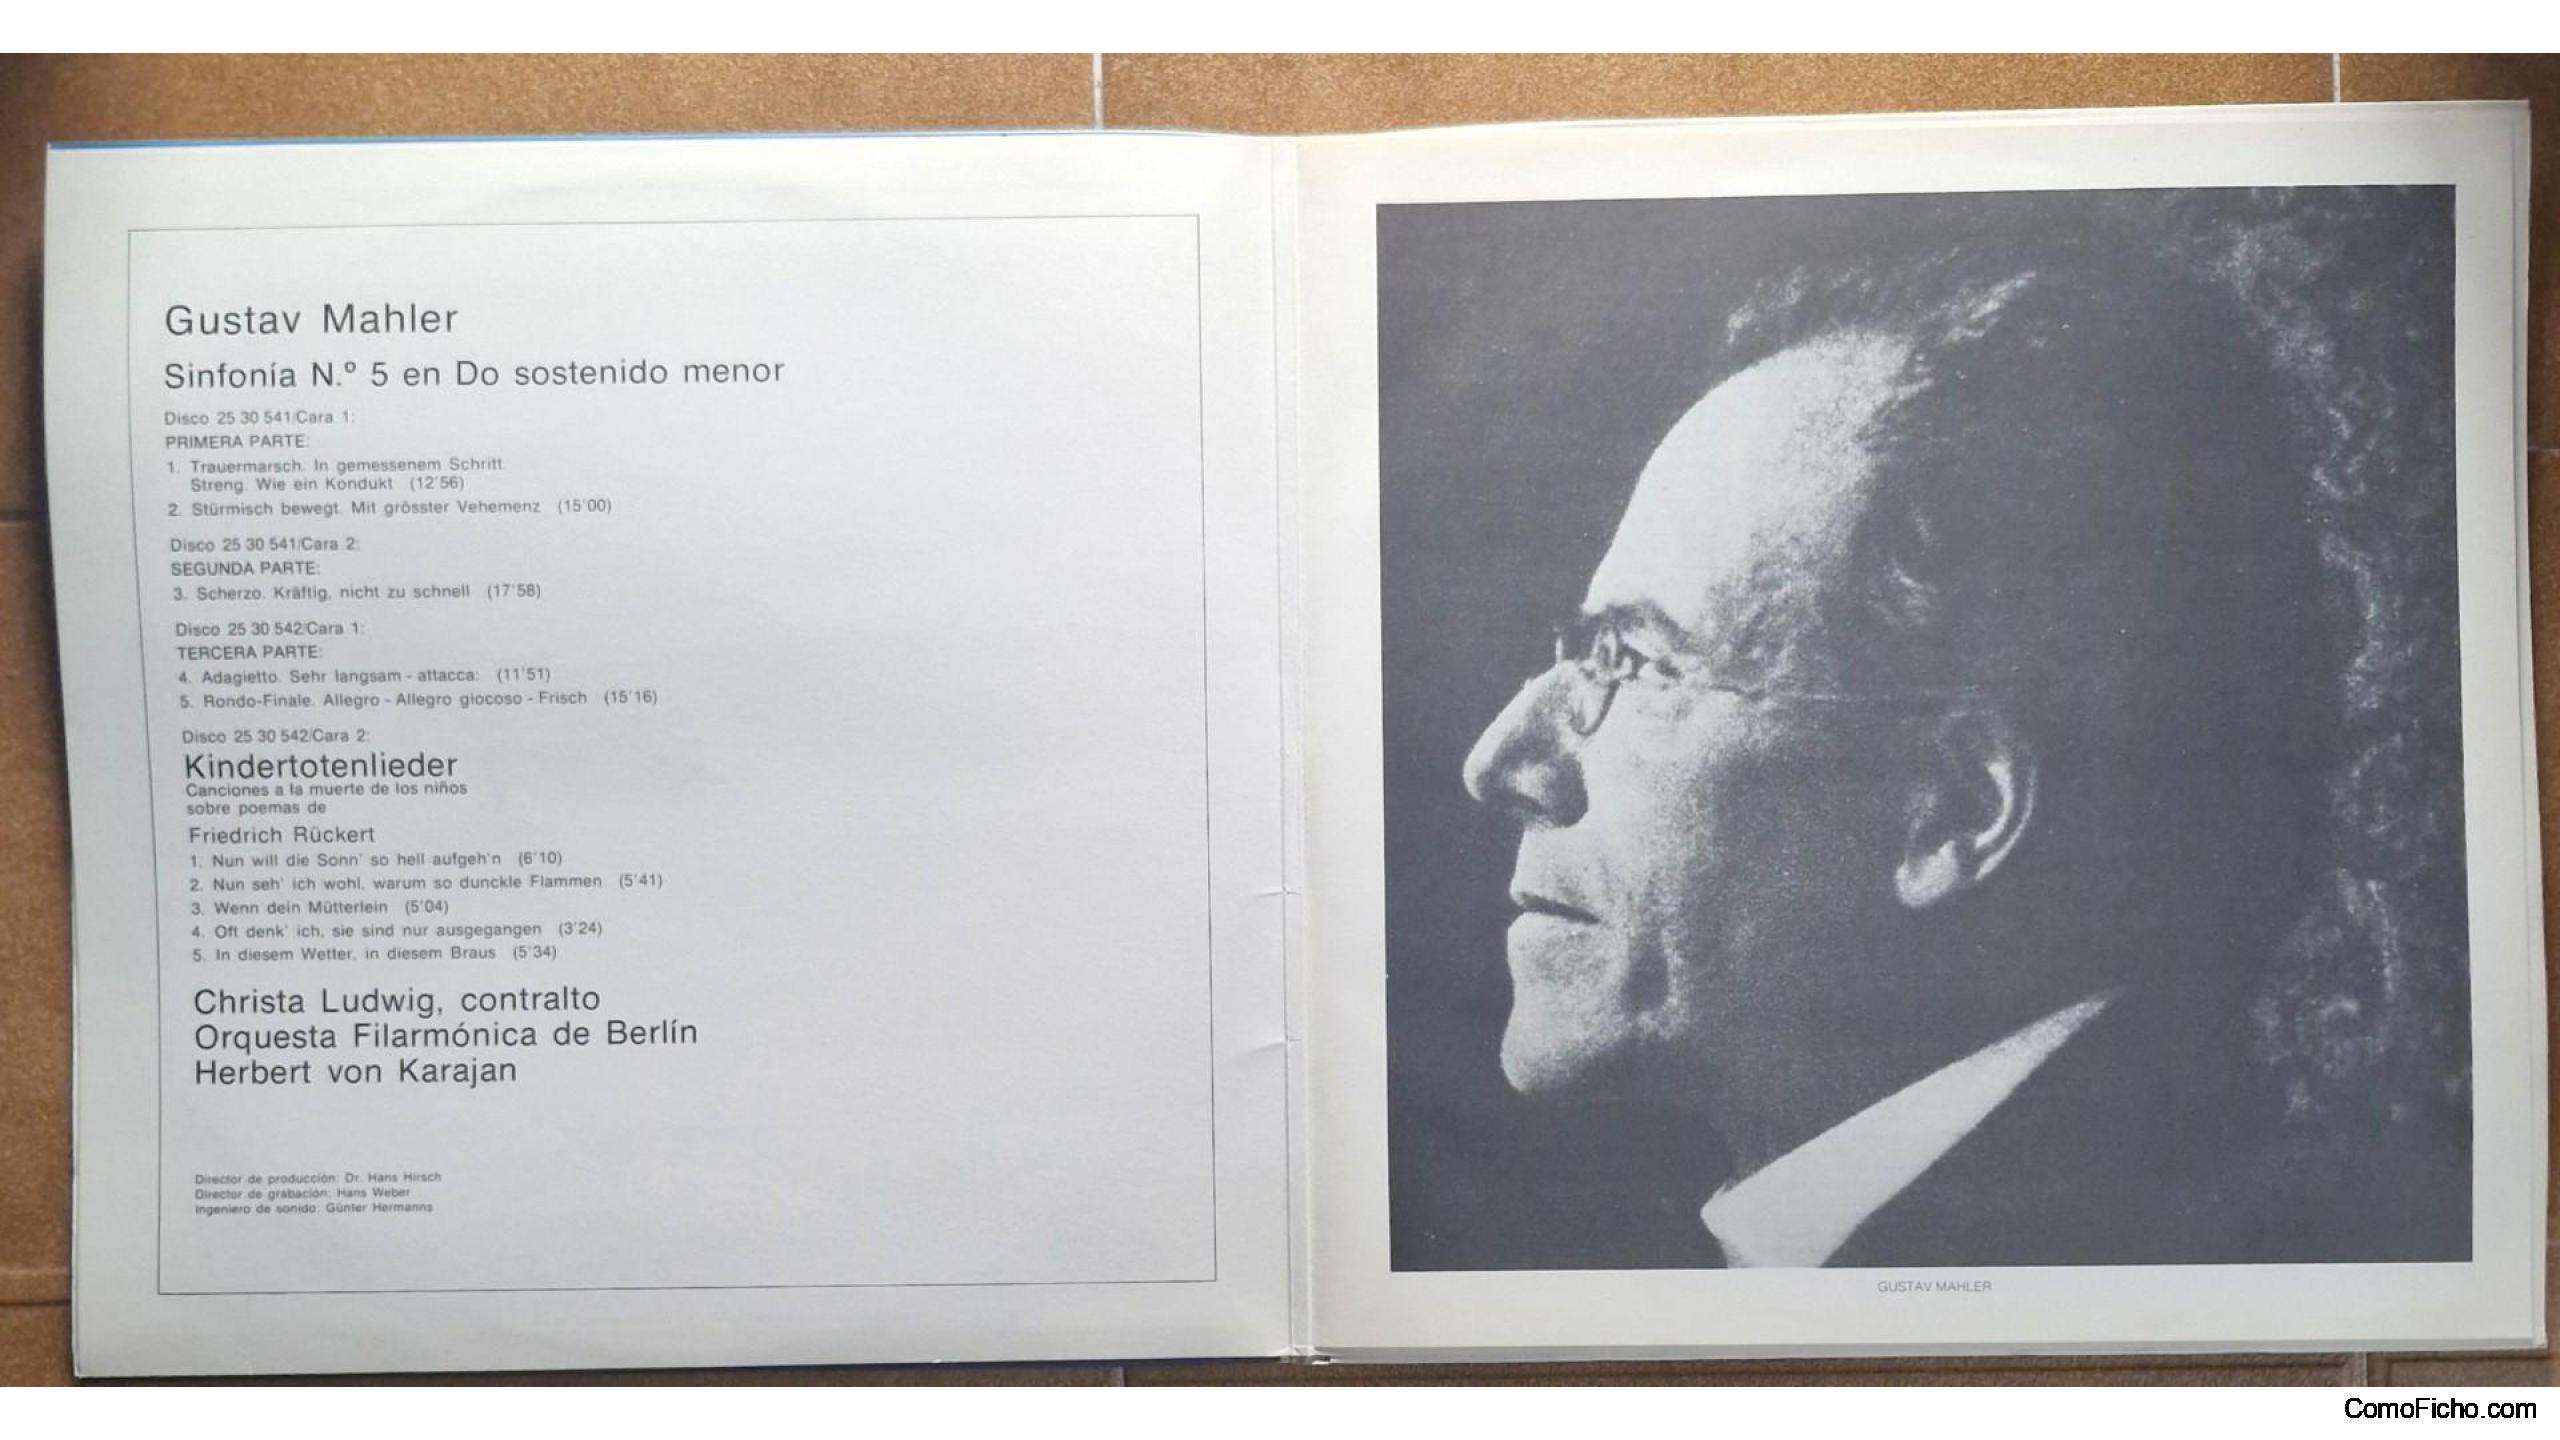 Gustav Mahler
Sinfonía N.º 5 en Do sostenido menor
Disco 25 30 541/Cara 1:
PRIMERA PARTE:
1. Trauermarsch. In gemessenem Schritt.
Streng. Wie ein Kondukt (12'56)
2. Stürmisch bewegt. Mit grösster Vehemenz (15'00)
Disco 25 30 541/Cara 2:
SEGUNDA PARTE:
3. Scherzo. Kräftig, nicht zu schnell (17'58)
Disco 25 30 542/Cara 1:
TERCERA PARTE:
4. Adagietto. Sehr langsam - attacca: (11'51)
5. Rondo-Finale. Allegro - Allegro giocoso - Frisch (15'16)
Disco 25 30 542/Cara 2:
Kindertotenlieder
Canciones a la muerte de los niños
sobre poemas de
Friedrich Rückert
1. Nun will die Sonn' so hell aufgeh'n (6'10)
2. Nun seh' ich wohl, warum so dunckle Flammen (5'41)
3. Wenn dein Mütterlein (5'04)
4. Oft denk' ich, sie sind nur ausgegangen (3'24)
5. In diesem Wetter, in diesem Braus (5'34)
Christa Ludwig, contralto
Orquesta Filarmónica de Berlín
Herbert von Karajan
Director de producción: Dr. Hans Hirsch
Director de grabación: Hans Weber
Ingeniero de sonido: Günter Hermanns
GUSTAV MAHLER
ComoFicho.com